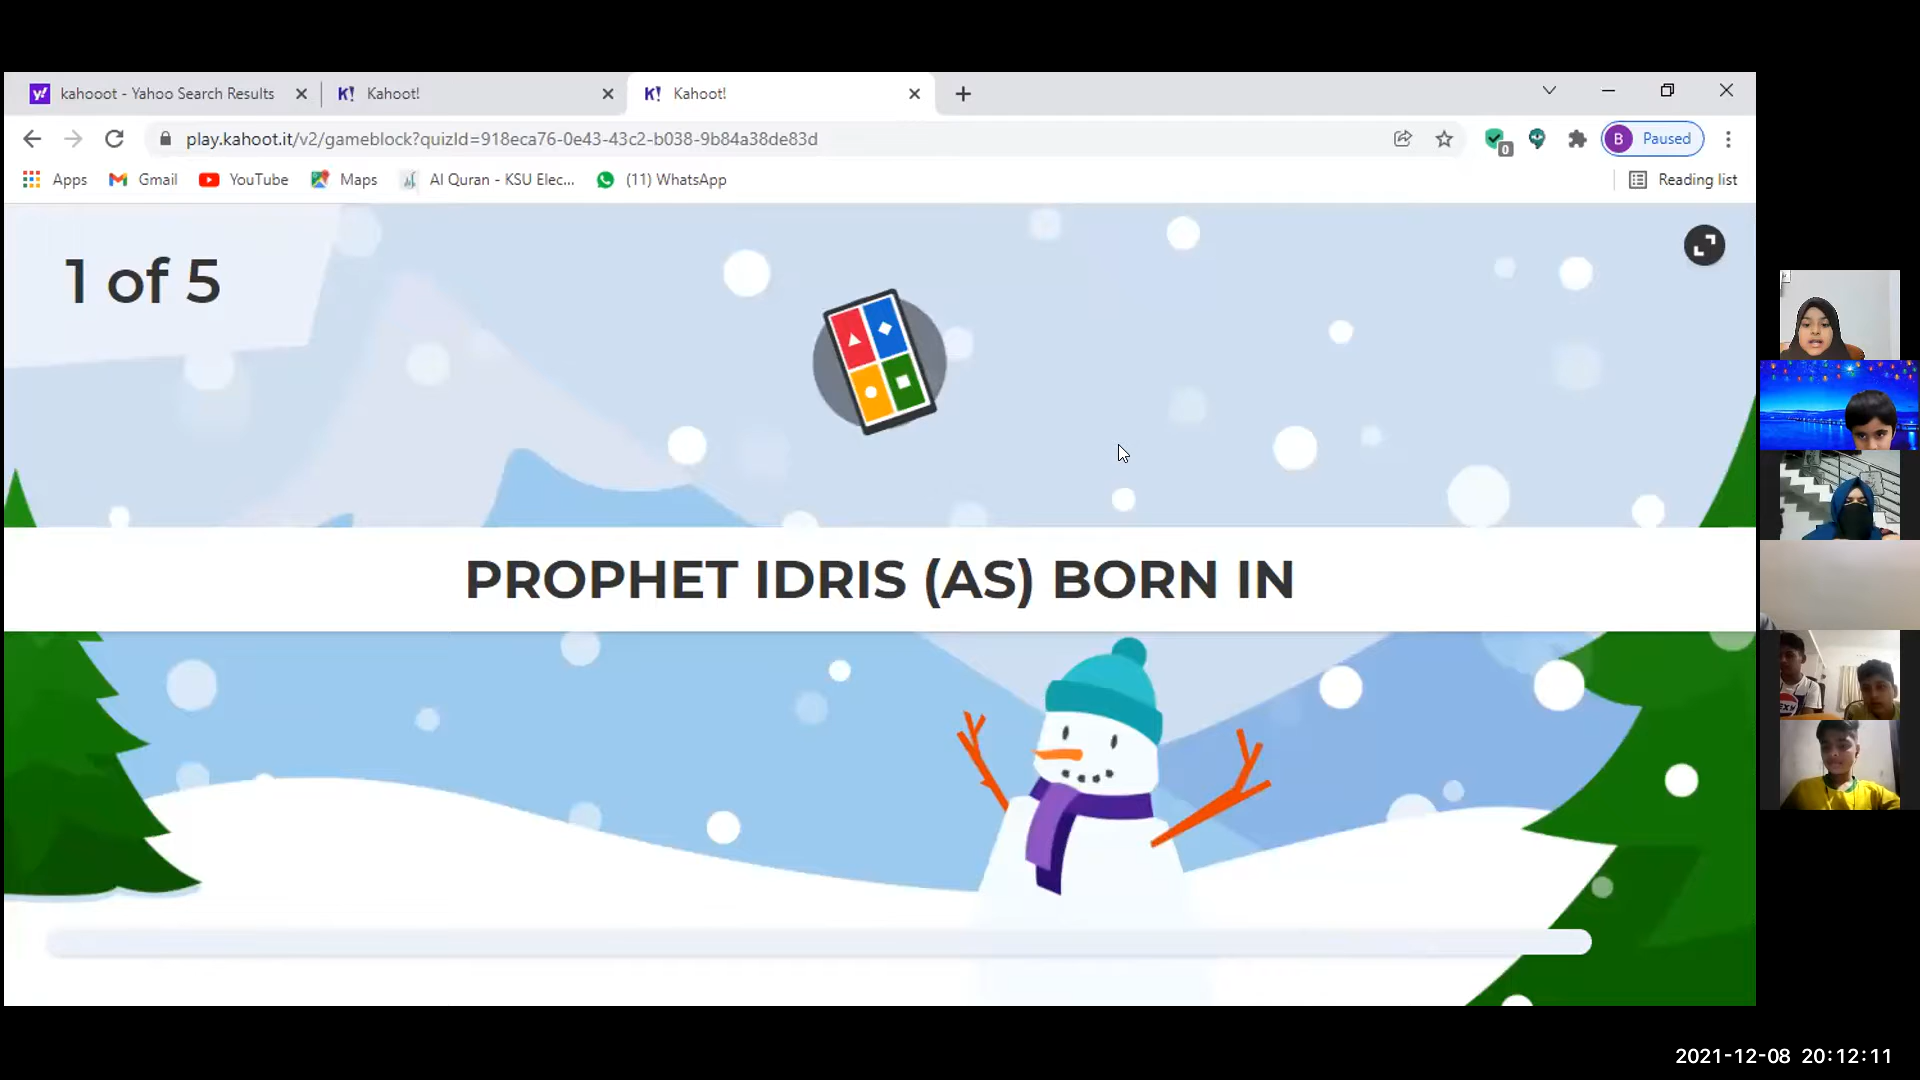 kahooot - Yahoo Search Results
Kahoot!
Kahoot!
play.kahoot.it/v2/gameblock?quizId=918eca76-0e43-43c2-b038-9b84a38de83d
0
B
Paused
Apps
Gmail
YouTube
Maps
Al Quran - KSU Elec...
(11) WhatsApp
Reading list
1 of 5
PROPHET IDRIS (AS) BORN IN
2021-12-08 20:12:11